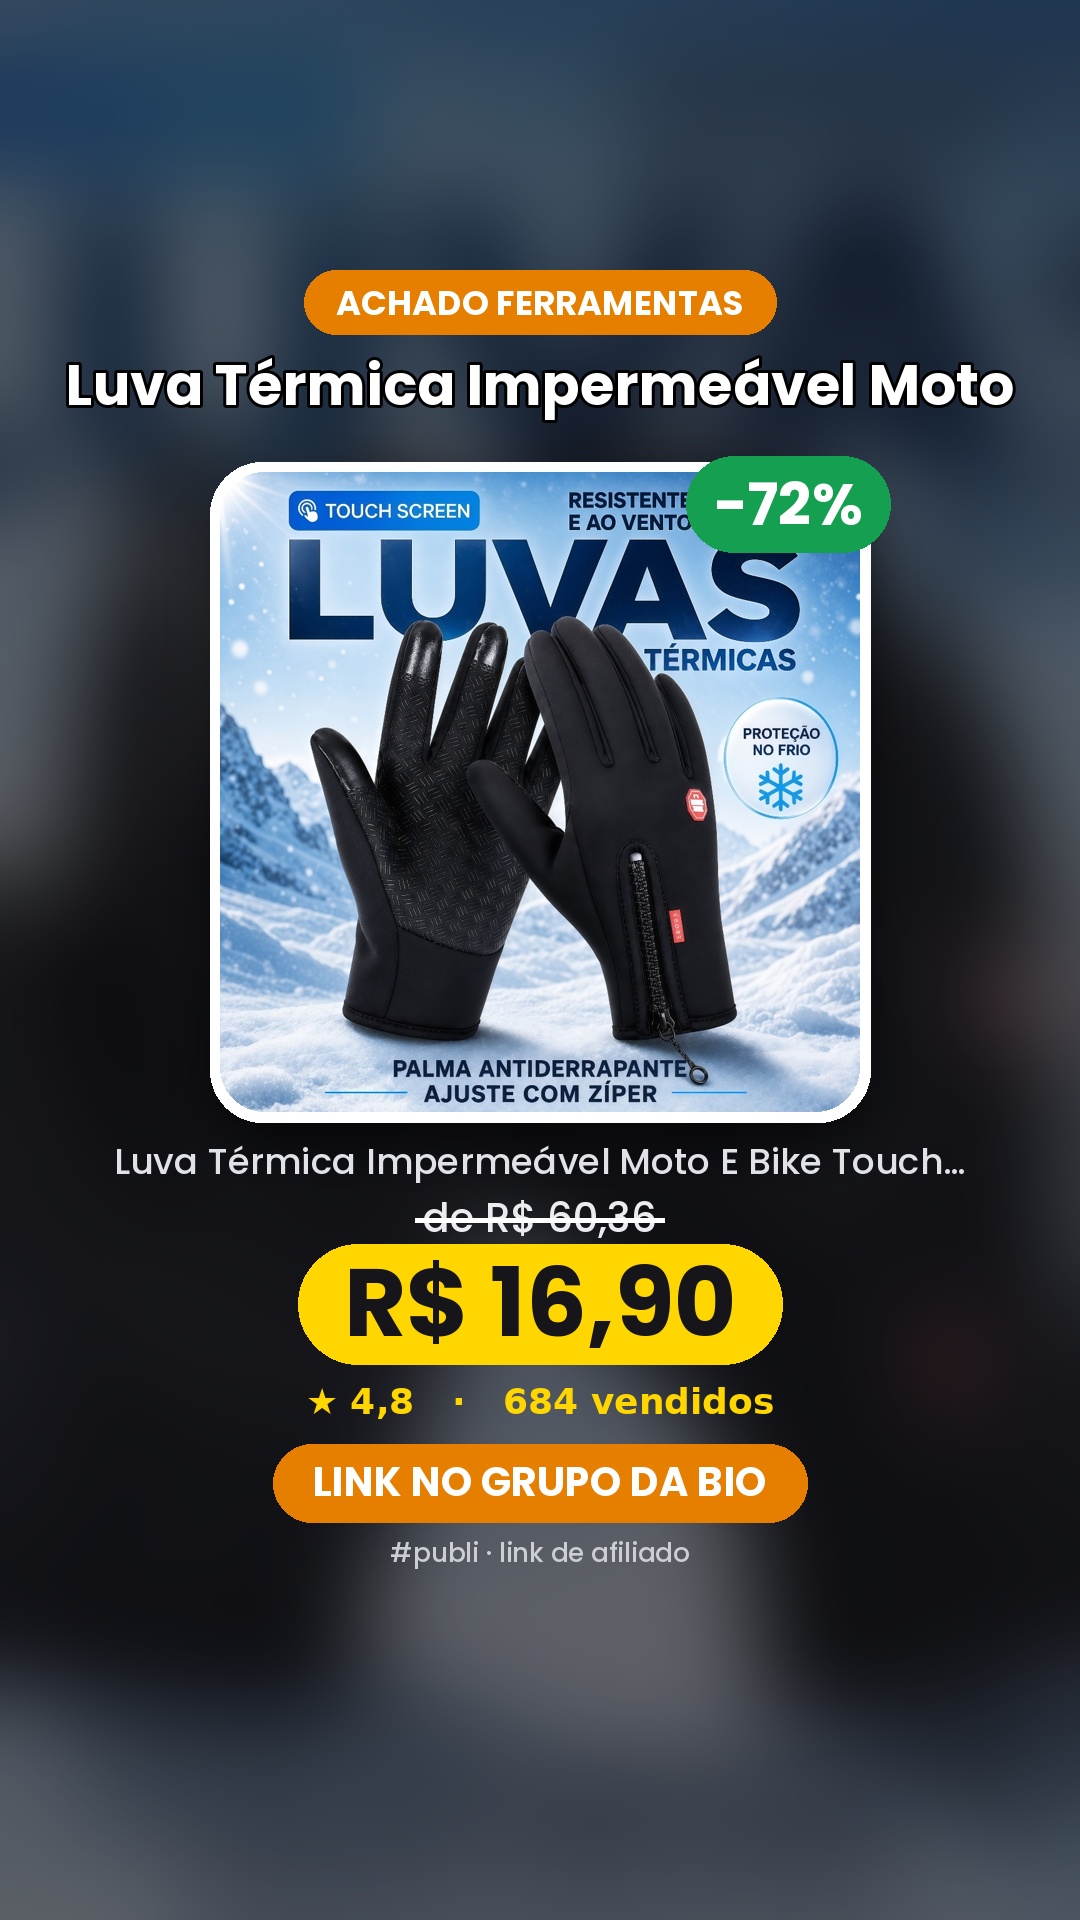 ACHADO FERRAMENTAS
Luva Térmica Impermeável Moto
-72%
TOUCH SCREEN
RESISTENTE
E AO VENTO
LUVAS
TÉRMICAS
PROTEÇÃO
NO FRIO
PALMA ANTIDERRAPANTE
AJUSTE COM ZÍPER
Luva Térmica Impermeável Moto E Bike Touch...
de R$ 60,36
R$ 16,90
★ 4,8 · 684 vendidos
LINK NO GRUPO DA BIO
#publi · link de afiliado